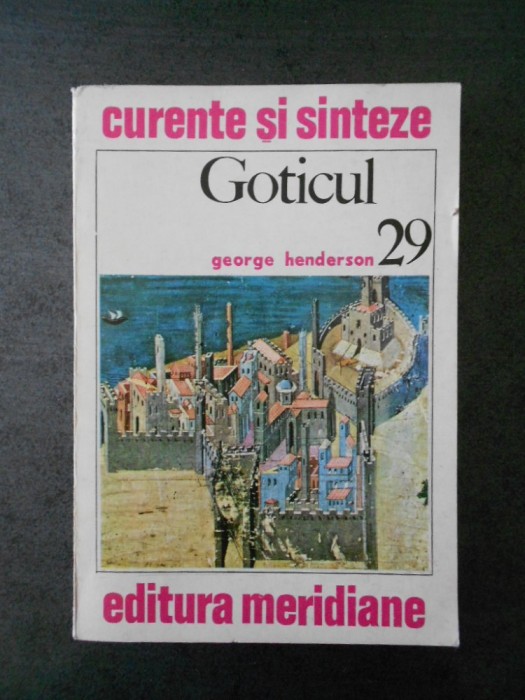 curente și sinteze
Goticul
george henderson 29
editura meridiane